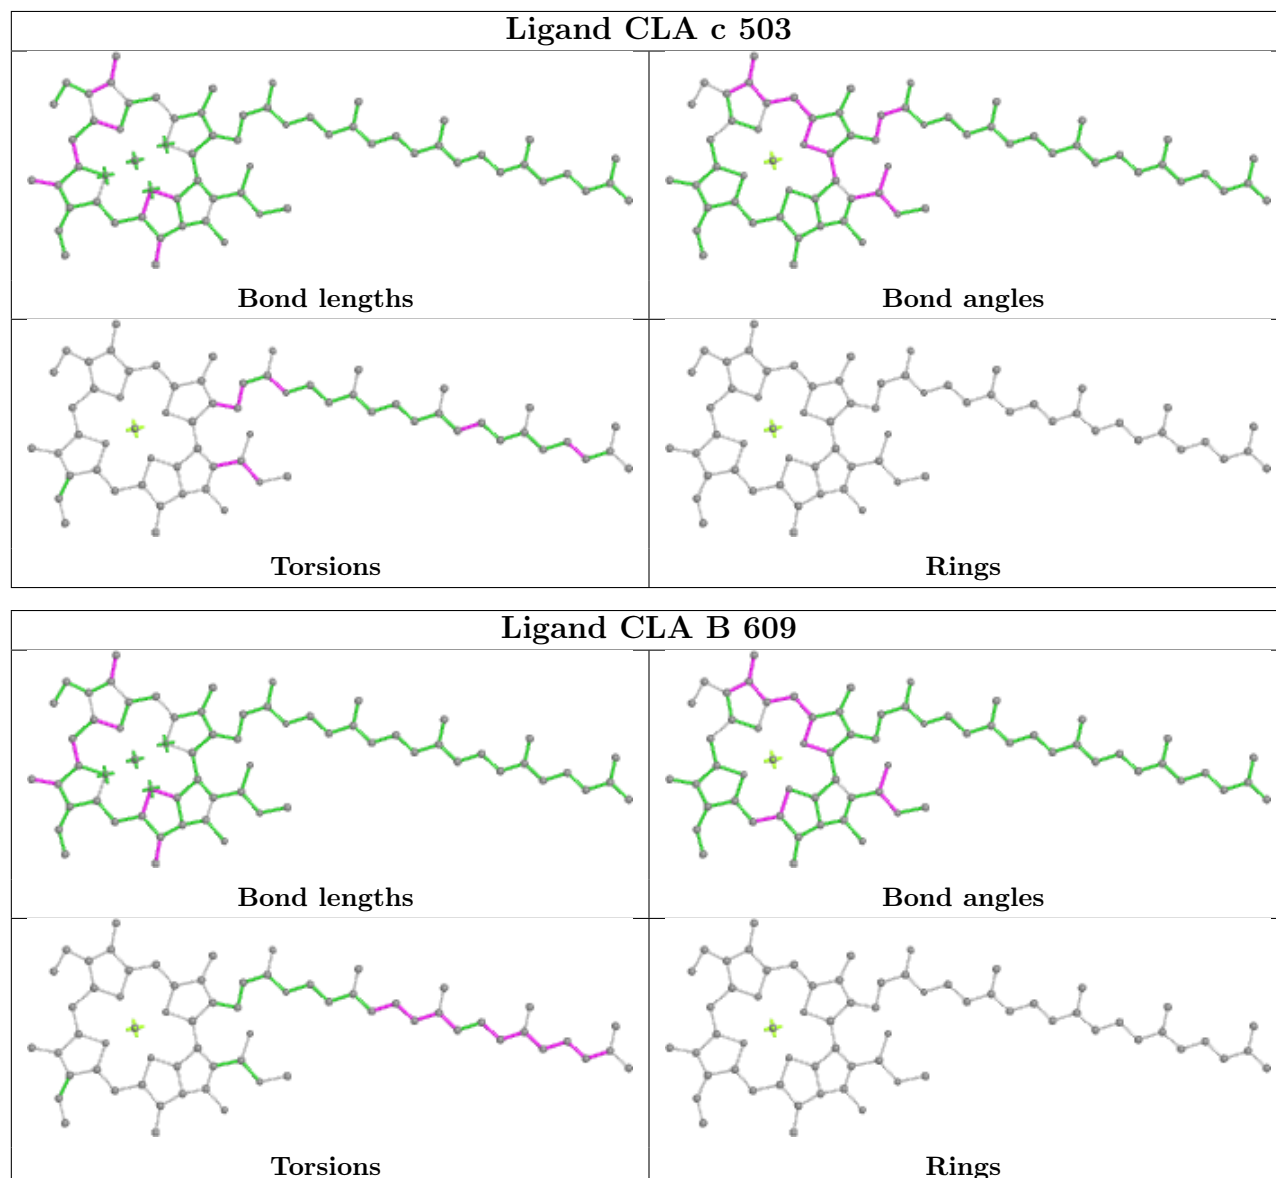 Ligand CLA c 503
Bond lengths
Bond angles
Torsions
Rings
Ligand CLA B 609
Bond lengths
Bond angles
Torsions
Rings